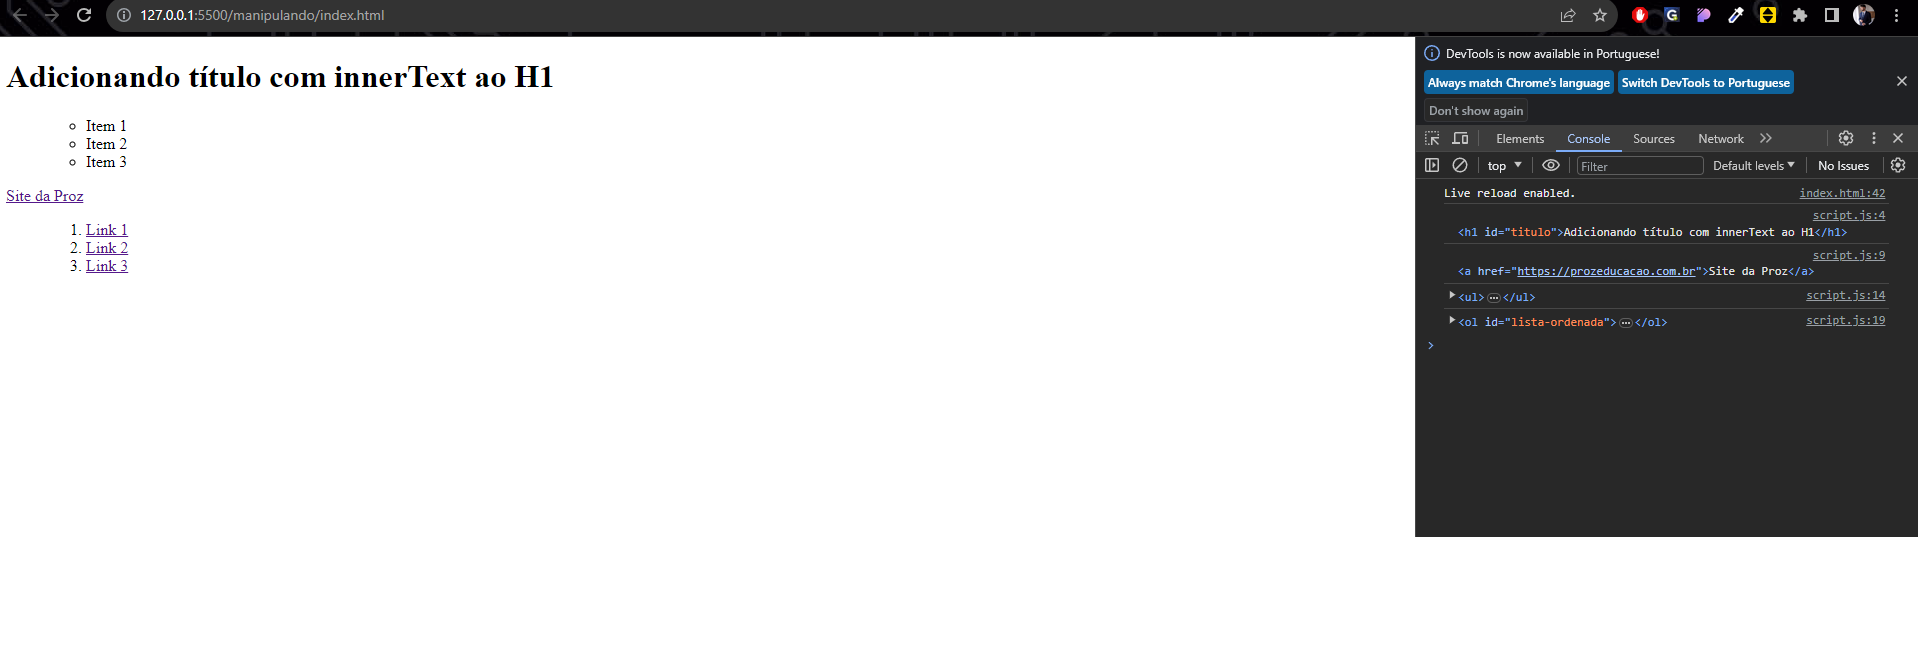 127.0.0.1:5500/manipulando/index.html
Adicionando título com innerText ao H1
Item 1
Item 2
Item 3
Site da Proz
1. Link 1
2. Link 2
3. Link 3
DevTools is now available in Portuguese!
Always match Chrome's language Switch DevTools to Portuguese
Don't show again
Elements Console Sources Network
top Filter Default levels No Issues
Live reload enabled. index.html:42
script.js:4
<h1 id="titulo">Adicionando título com innerText ao H1</h1>
script.js:9
<a href="https://prozeducacao.com.br">Site da Proz</a>
<ul>…</ul> script.js:14
<ol id="lista-ordenada">…</ol> script.js:19